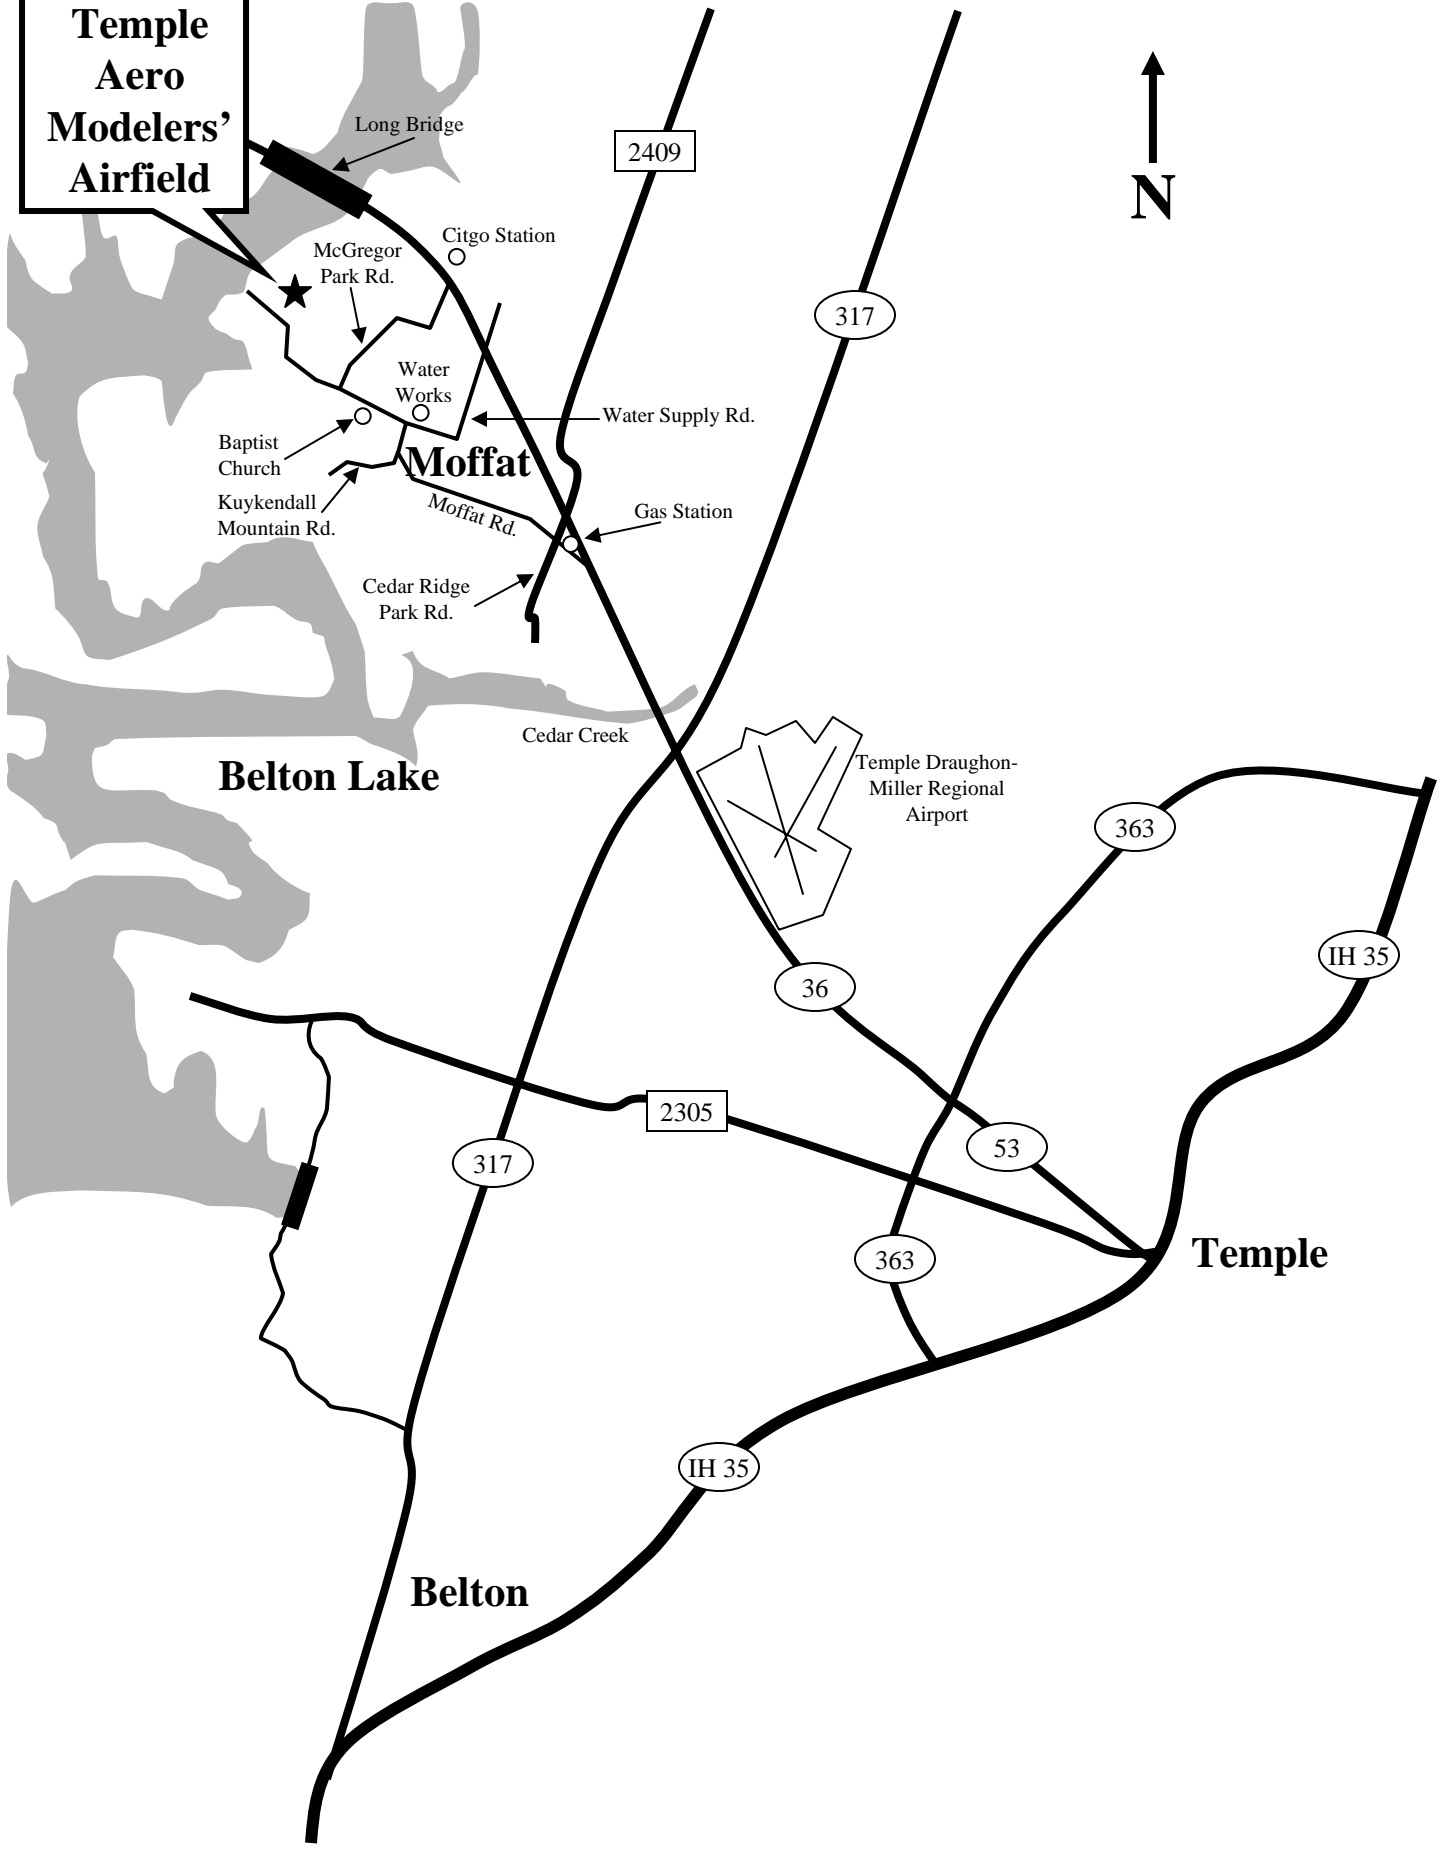 Temple
Aero
Modelers’
Airfield
Long Bridge
2409
N
Citgo Station
McGregor
Park Rd.
317
Water
Works
Water Supply Rd.
Baptist
Church
Moffat
Kuykendall
Mountain Rd.
Moffat Rd.
Gas Station
Cedar Ridge
Park Rd.
Cedar Creek
Belton Lake
Temple Draughon-
Miller Regional
Airport
363
IH 35
36
2305
53
317
363
Temple
IH 35
Belton